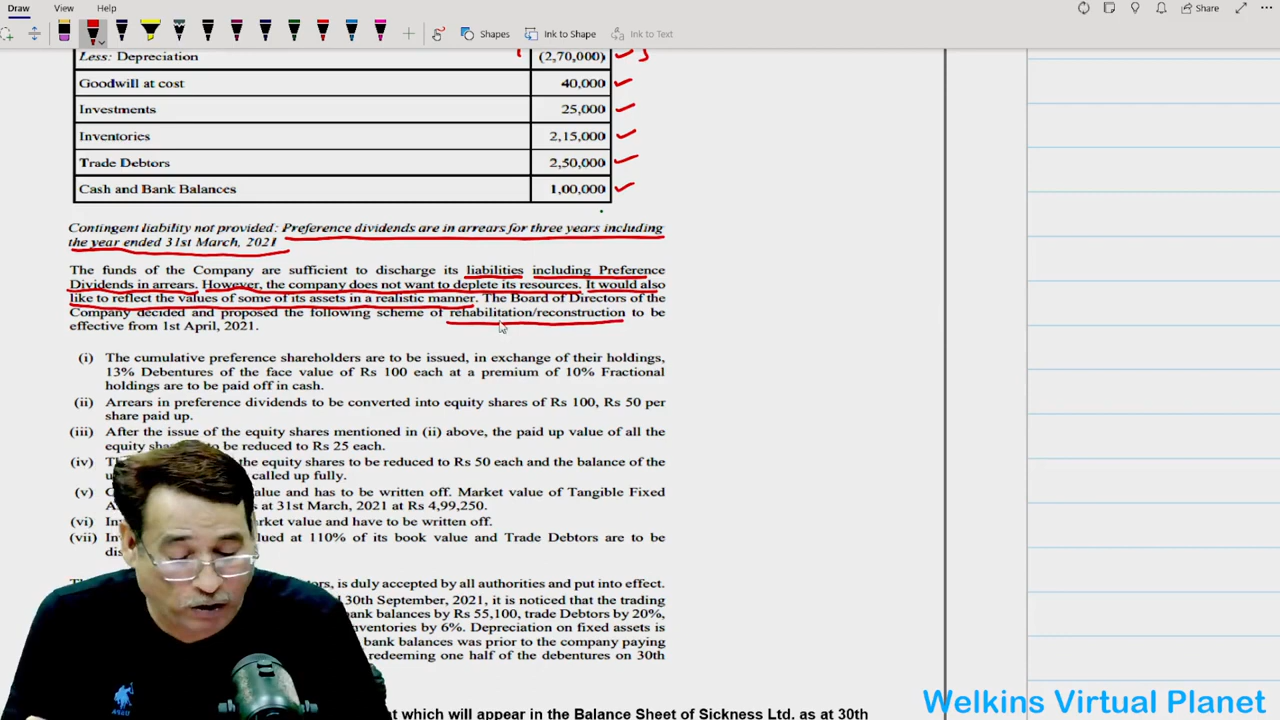 Draw View Help Share
Shapes Ink to Shape Ink to Text
Less: Depreciation (2,70,000)
Goodwill at cost 40,000
Investments 25,000
Inventories 2,15,000
Trade Debtors 2,50,000
Cash and Bank Balances 1,00,000
Contingent liability not provided: Preference dividends are in arrears for three years including
the year ended 31st March, 2021
The funds of the Company are sufficient to discharge its liabilities including Preference
Dividends in arrears. However, the company does not want to deplete its resources. It would also
like to reflect the values of some of its assets in a realistic manner. The Board of Directors of the
Company decided and proposed the following scheme of rehabilitation/reconstruction to be
effective from 1st April, 2021.
(i) The cumulative preference shareholders are to be issued, in exchange of their holdings,
13% Debentures of the face value of Rs 100 each at a premium of 10% Fractional
holdings are to be paid off in cash.
(ii) Arrears in preference dividends to be converted into equity shares of Rs 100, Rs 50 per
share paid up.
(iii) After the issue of the equity shares mentioned in (ii) above, the paid up value of all the
equity to be reduced to Rs 25 each.
(iv) the equity shares to be reduced to Rs 50 each and the balance of the
called up fully.
(v) value and has to be written off. Market value of Tangible Fixed
as at 31st March, 2021 at Rs 4,99,250.
(vi) market value and have to be written off.
(vii) valued at 110% of its book value and Trade Debtors are to be
is duly accepted by all authorities and put into effect.
30th September, 2021, it is noticed that the trading
bank balances by Rs 55,100, trade Debtors by 20%,
inventories by 6%. Depreciation on fixed assets is
bank balances was prior to the company paying
redeeming one half of the debentures on 30th
which will appear in the Balance Sheet of Sickness Ltd. as at 30th
Welkins Virtual Planet